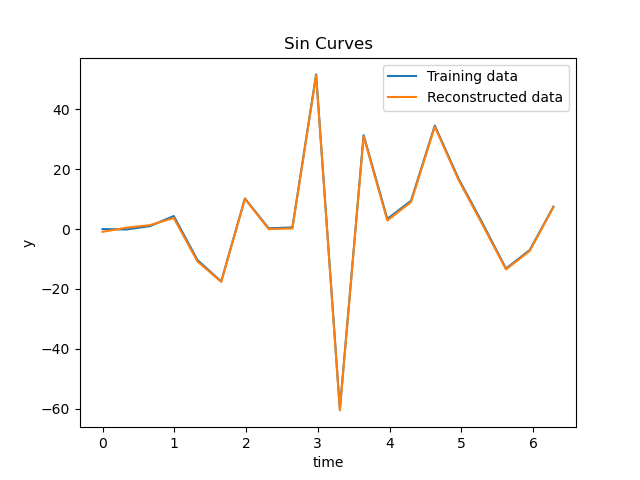 Sin Curves
Training data
Reconstructed data
40
20
0
−20
−40
−60
y
0 1 2 3 4 5 6
time